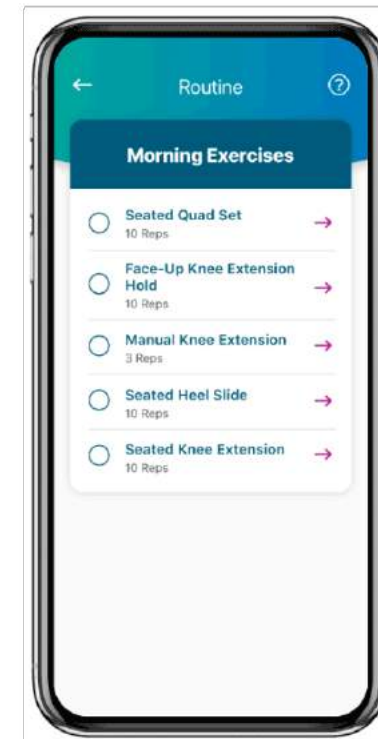 Routine
Morning Exercises
Seated Quad Set
10 Reps
Face-Up Knee Extension
Hold
10 Reps
Manual Knee Extension
3 Reps
Seated Heel Slide
10 Reps
Seated Knee Extension
10 Reps